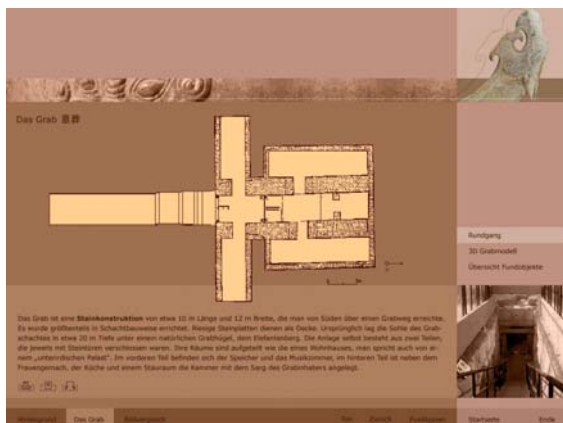 Das Grab 墓葬
Rundgang
3D Grabmodell
Übersicht Fundobjekte
Das Grab ist eine Steinkonstruktion von etwa 10 m Länge und 12 m Breite, die man von Süden über einen Grabweg erreichte.
Es wurde größtenteils in Schachtbauweise errichtet. Riesige Steinplatten dienen als Decke. Ursprünglich lag die Sohle des Grab-
schachtes in etwa 20 m Tiefe unter einem natürlichen Grabhügel, dem Elefantenberg. Die Anlage selbst besteht aus zwei Teilen,
die jeweils mit Steintüren verschlossen waren. Ihre Räume sind aufgeteilt wie die eines Wohnhauses, man spricht auch von ei-
nem „unterirdischen Palast“. Im vorderen Teil befinden sich der Speicher und das Musikzimmer, im hinteren Teil ist neben dem
Frauengemach, der Küche und einem Stauraum die Kammer mit dem Sarg des Grabinhabers angelegt.
Hintergrund Das Grab Bildvergleich Ton Zurück Startseite Ende